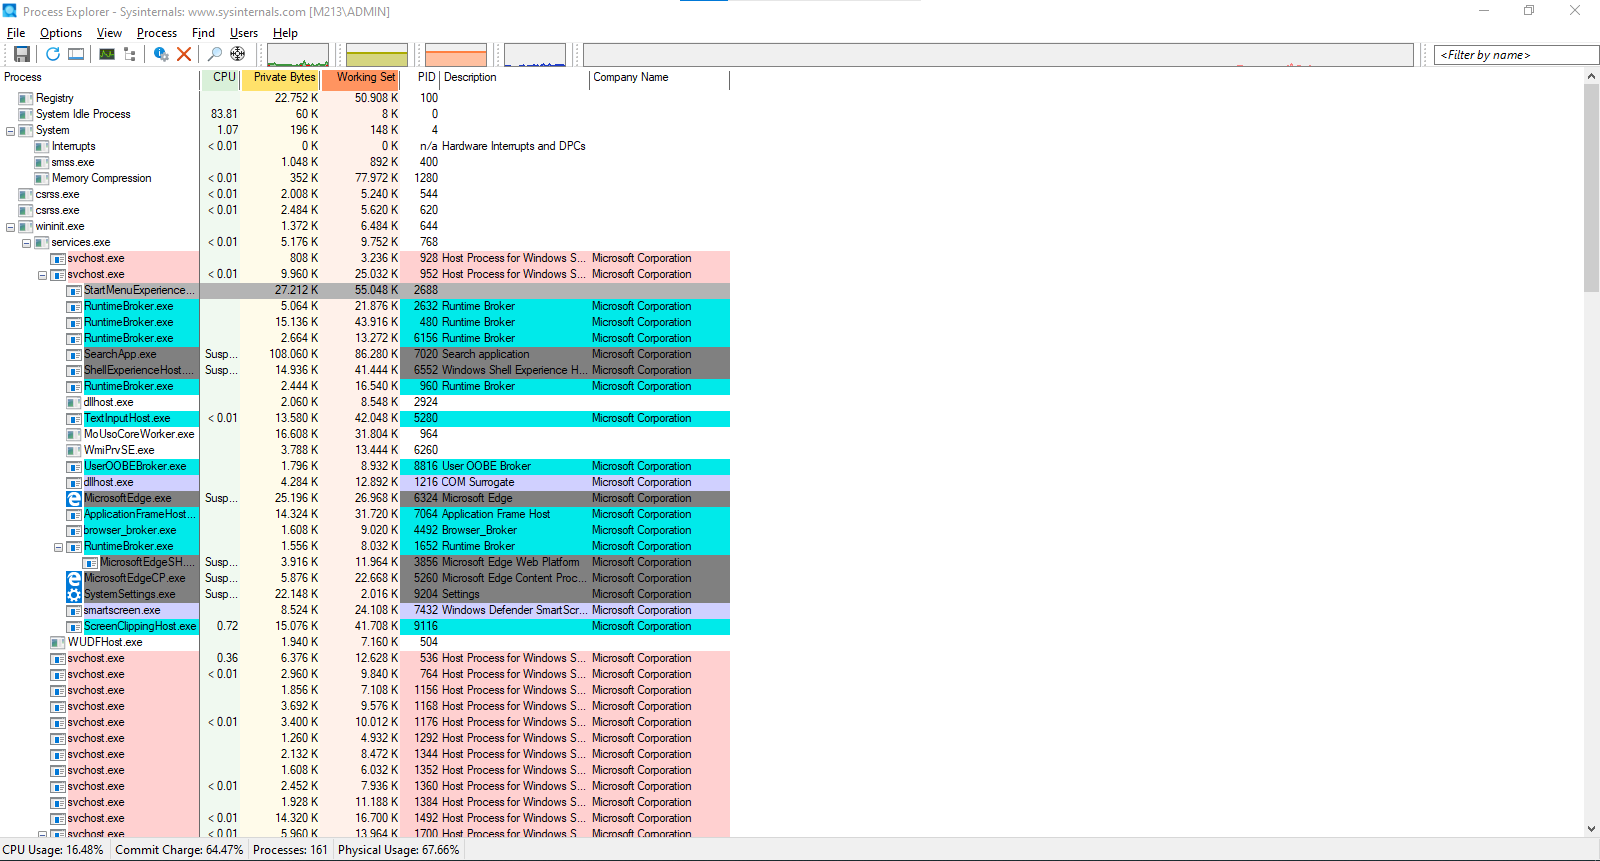 Process Explorer - Sysinternals: www.sysinternals.com [M213\ADMIN]
File Options View Process Find Users Help
<Filter by name>
Process CPU Private Bytes Working Set PID Description Company Name
Registry 22.752 K 50.908 K 100
System Idle Process 83.81 60 K 8 K 0
System 1.07 196 K 148 K 4
Interrupts < 0.01 0 K 0 K n/a Hardware Interrupts and DPCs
smss.exe 1.048 K 892 K 400
Memory Compression < 0.01 352 K 77.972 K 1280
csrss.exe < 0.01 2.008 K 5.240 K 544
csrss.exe < 0.01 2.484 K 5.620 K 620
wininit.exe 1.372 K 6.484 K 644
services.exe < 0.01 5.176 K 9.752 K 768
svchost.exe 808 K 3.236 K 928 Host Process for Windows S... Microsoft Corporation
svchost.exe < 0.01 9.960 K 25.032 K 952 Host Process for Windows S... Microsoft Corporation
StartMenuExperience... 27.212 K 55.048 K 2688
RuntimeBroker.exe 5.064 K 21.876 K 2632 Runtime Broker Microsoft Corporation
RuntimeBroker.exe 15.136 K 43.916 K 480 Runtime Broker Microsoft Corporation
RuntimeBroker.exe 2.664 K 13.272 K 6156 Runtime Broker Microsoft Corporation
SearchApp.exe Susp... 108.060 K 86.280 K 7020 Search application Microsoft Corporation
ShellExperienceHost.... Susp... 14.936 K 41.444 K 6552 Windows Shell Experience H... Microsoft Corporation
RuntimeBroker.exe 2.444 K 16.540 K 960 Runtime Broker Microsoft Corporation
dllhost.exe 2.060 K 8.548 K 2924
TextInputHost.exe < 0.01 13.580 K 42.048 K 5280 Microsoft Corporation
MoUsoCoreWorker.exe 16.608 K 31.804 K 964
WmiPrvSE.exe 3.788 K 13.444 K 6260
UserOOBEBroker.exe 1.796 K 8.932 K 8816 User OOBE Broker Microsoft Corporation
dllhost.exe 4.284 K 12.892 K 1216 COM Surrogate Microsoft Corporation
MicrosoftEdge.exe Susp... 25.196 K 26.968 K 6324 Microsoft Edge Microsoft Corporation
ApplicationFrameHost... 14.324 K 31.720 K 7064 Application Frame Host Microsoft Corporation
browser_broker.exe 1.608 K 9.020 K 4492 Browser_Broker Microsoft Corporation
RuntimeBroker.exe 1.556 K 8.032 K 1652 Runtime Broker Microsoft Corporation
MicrosoftEdgeSH.... Susp... 3.916 K 11.964 K 3856 Microsoft Edge Web Platform Microsoft Corporation
MicrosoftEdgeCP.exe Susp... 5.876 K 22.668 K 5260 Microsoft Edge Content Proc... Microsoft Corporation
SystemSettings.exe Susp... 22.148 K 2.016 K 9204 Settings Microsoft Corporation
smartscreen.exe 8.524 K 24.108 K 7432 Windows Defender SmartScr... Microsoft Corporation
ScreenClippingHost.exe 0.72 15.076 K 41.708 K 9116 Microsoft Corporation
WUDFHost.exe 1.940 K 7.160 K 504
svchost.exe 0.36 6.376 K 12.628 K 536 Host Process for Windows S... Microsoft Corporation
svchost.exe < 0.01 2.960 K 9.840 K 764 Host Process for Windows S... Microsoft Corporation
svchost.exe 1.856 K 7.108 K 1156 Host Process for Windows S... Microsoft Corporation
svchost.exe 3.692 K 9.576 K 1168 Host Process for Windows S... Microsoft Corporation
svchost.exe < 0.01 3.400 K 10.012 K 1176 Host Process for Windows S... Microsoft Corporation
svchost.exe 1.260 K 4.932 K 1292 Host Process for Windows S... Microsoft Corporation
svchost.exe 2.132 K 8.472 K 1344 Host Process for Windows S... Microsoft Corporation
svchost.exe 1.608 K 6.032 K 1352 Host Process for Windows S... Microsoft Corporation
svchost.exe < 0.01 2.452 K 7.936 K 1360 Host Process for Windows S... Microsoft Corporation
svchost.exe 1.928 K 11.188 K 1384 Host Process for Windows S... Microsoft Corporation
svchost.exe < 0.01 14.320 K 16.700 K 1492 Host Process for Windows S... Microsoft Corporation
svchost.exe < 0.01 5.960 K 13.964 K 1700 Host Process for Windows S... Microsoft Corporation
CPU Usage: 16.48% Commit Charge: 64.47% Processes: 161 Physical Usage: 67.66%